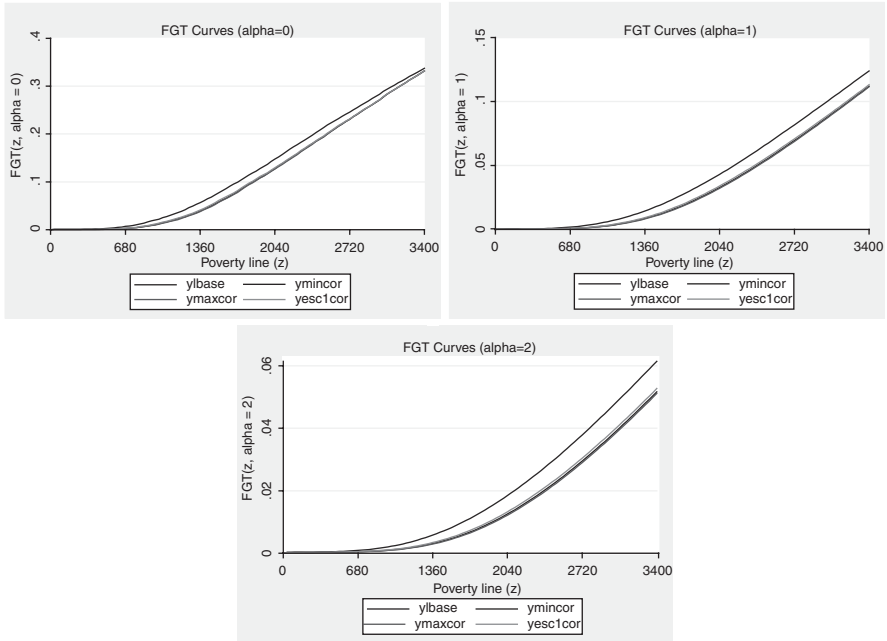 FGT Curves (alpha=0)
FGT(z, alpha = 0)
.4
.3
.2
.1
0
0 680 1360 2040 2720 3400
Poverty line (z)
ylbase ymincor
ymaxcor yesc1cor
FGT Curves (alpha=1)
FGT(z, alpha = 1)
.15
.1
.05
0
0 680 1360 2040 2720 3400
Poverty line (z)
ylbase ymincor
ymaxcor yesc1cor
FGT Curves (alpha=2)
FGT(z, alpha = 2)
.06
.04
.02
0
0 680 1360 2040 2720 3400
Poverty line (z)
ylbase ymincor
ymaxcor yesc1cor